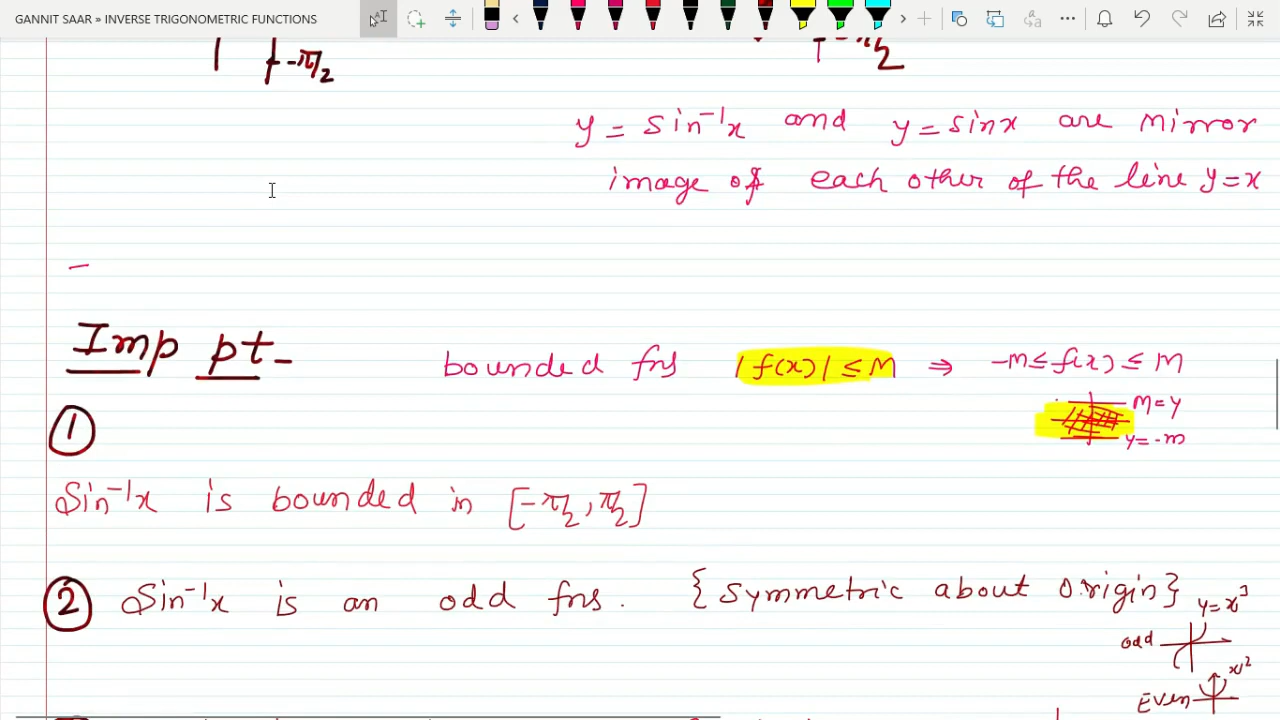 GANNIT SAAR » INVERSE TRIGONOMETRIC FUNCTIONS
-π/2
-π/2
y = sin⁻¹x and y = sinx are mirror
image of each other of the line y=x
Imp pt-
bounded fns |f(x)| ≤ M ⇒ -M ≤ f(x) ≤ M
M=y
y=-m
1
Sin⁻¹x is bounded in [-π/2, π/2]
2 Sin⁻¹x is an odd fns. {Symmetric about origin}
y=x³
odd
x²
Even